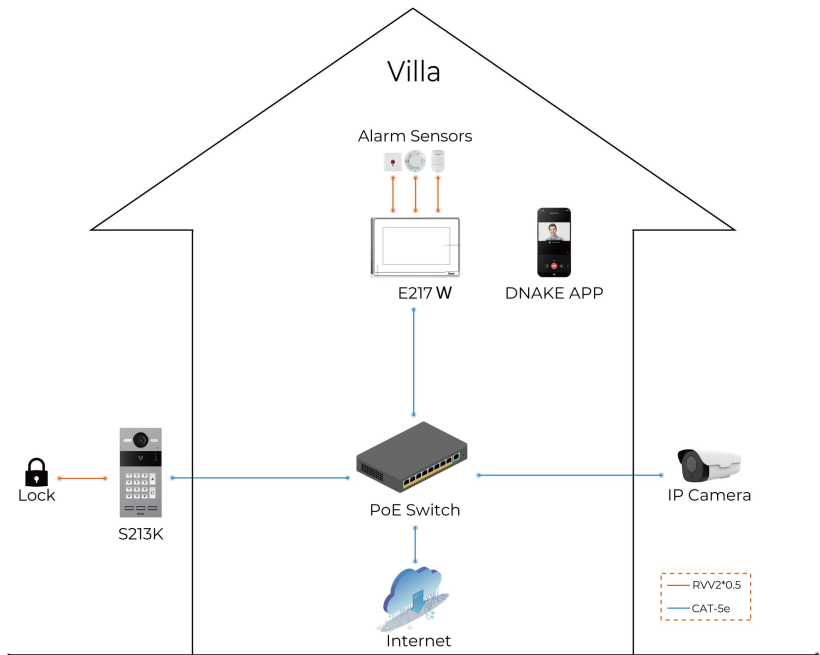 Villa
Alarm Sensors
E217 W
DNAKE APP
Lock
S213K
PoE Switch
IP Camera
Internet
RVV2*0.5
CAT-5e